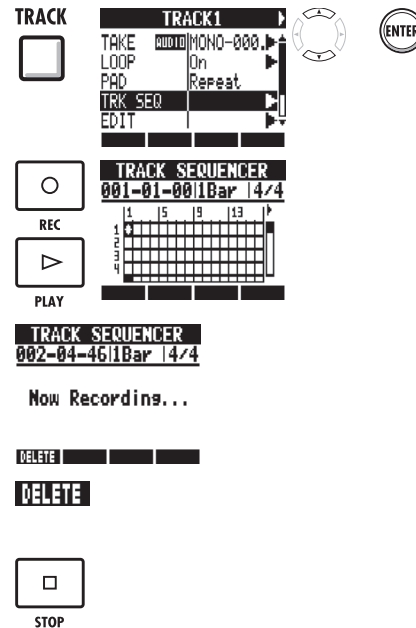 TRACK
TRACK1
TAKE AUDIO MONO-000.
LOOP On
PAD Repeat
TRK SEQ
EDIT
ENTER
REC
PLAY
TRACK SEQUENCER
001-01-00|1Bar |4/4
1 5 9 13
1
2
3
4
TRACK SEQUENCER
002-04-46|1Bar |4/4
Now Recording...
DELETE
DELETE
STOP